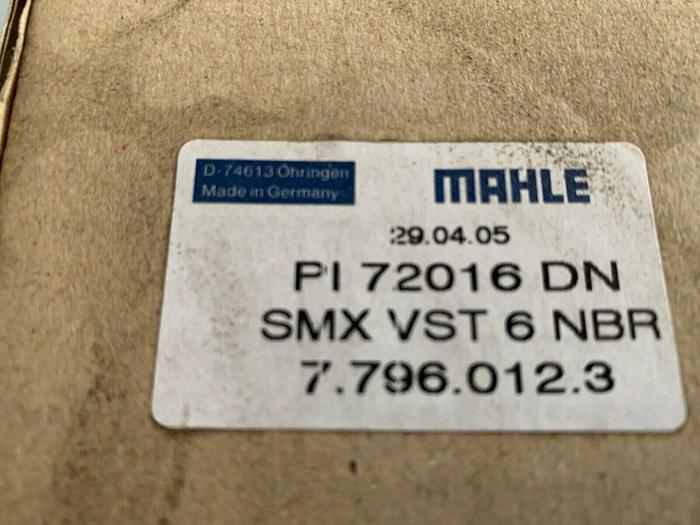 D-74613 Öhringen
Made in Germany
MAHLE
29.04.05
PI 72016 DN
SMX VST 6 NBR
7.796.012.3